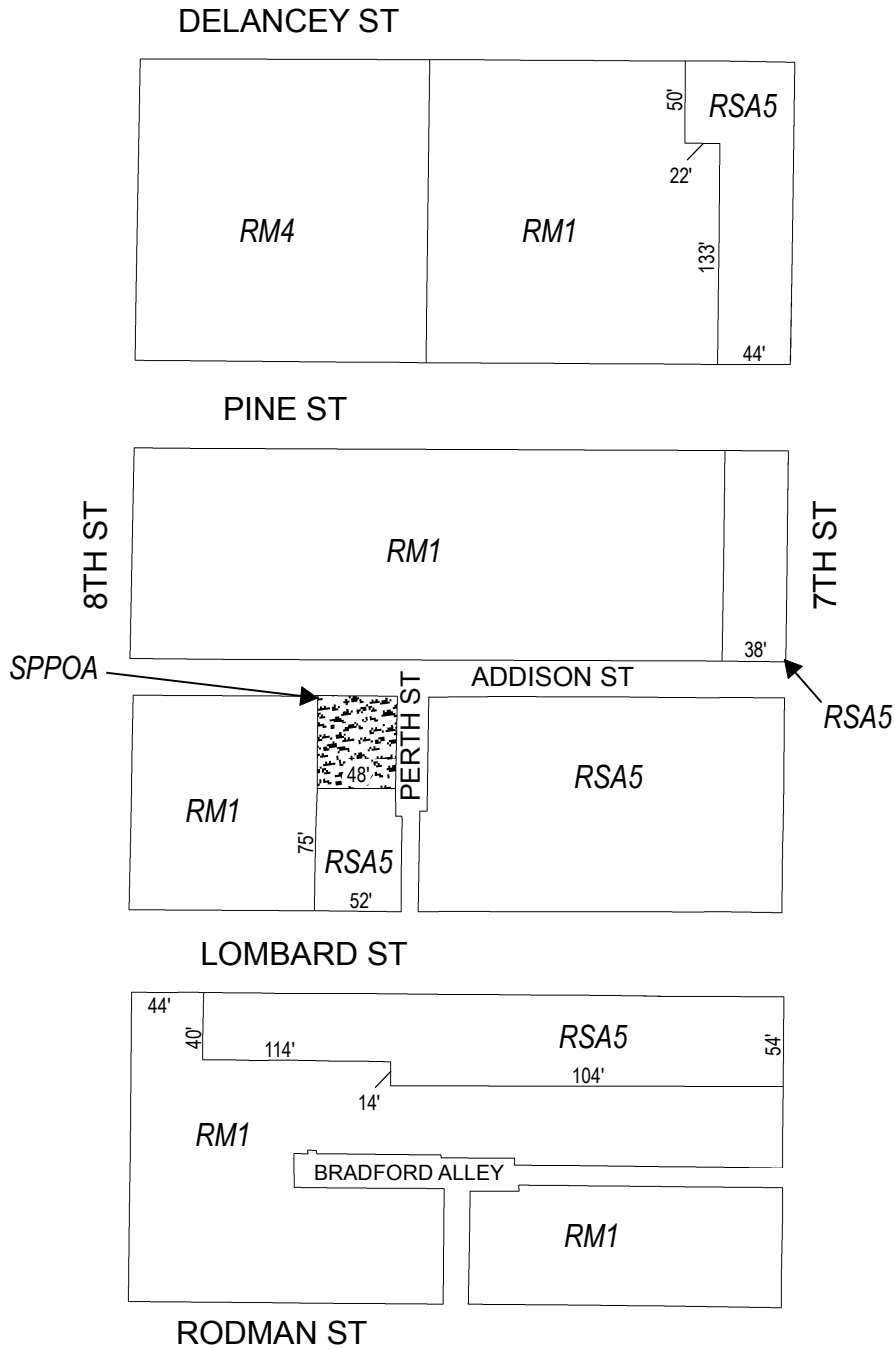 DELANCEY ST
50'
RSA5
22'
RM4
RM1
133'
44'
PINE ST
8TH ST
7TH ST
RM1
38'
SPPOA
ADDISON ST
RSA5
PERTH ST
48'
RSA5
RM1
75'
RSA5
52'
LOMBARD ST
44'
40'
RSA5
54'
114'
104'
14'
RM1
BRADFORD ALLEY
RM1
RODMAN ST